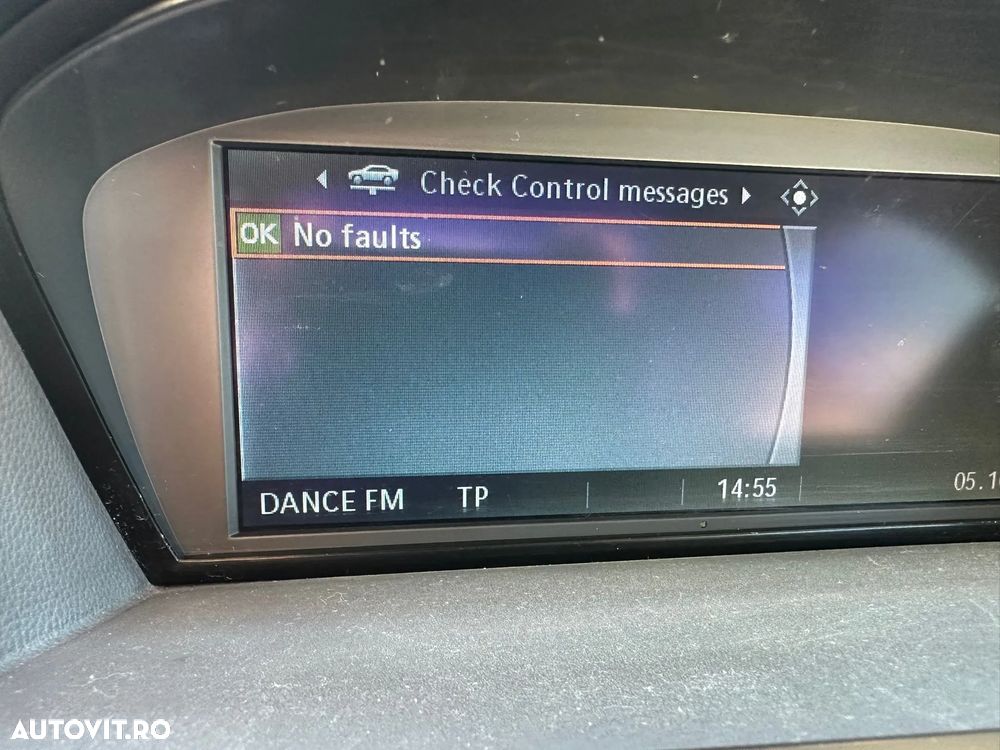 Check Control messages
OK No faults
DANCE FM TP 14:55
AUTOVIT.RO